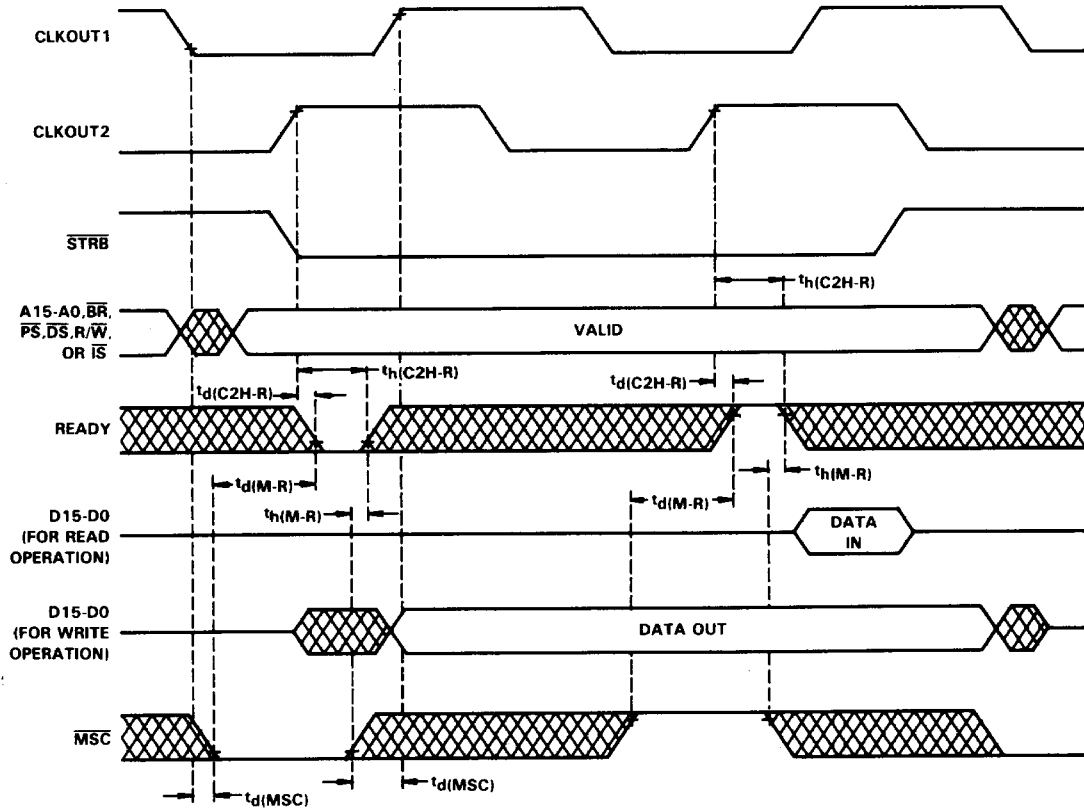 CLKOUT1
CLKOUT2
STRB
th(C2H-R)
A15-A0, BR,
PS, DS, R/W,
OR IS
VALID
th(C2H-R)
td(C2H-R)
td(C2H-R)
READY
th(M-R)
td(M-R)
td(M-R)
th(M-R)
D15-D0
(FOR READ
OPERATION)
DATA
IN
D15-D0
(FOR WRITE
OPERATION)
DATA OUT
MSC
td(MSC)
td(MSC)